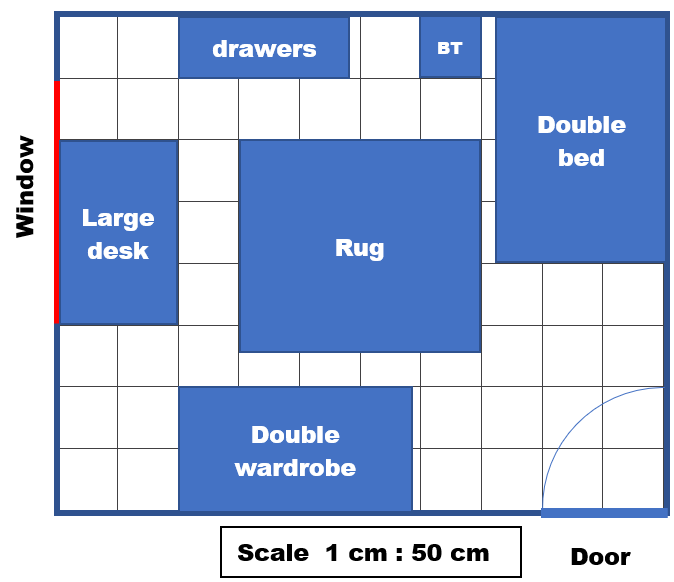 drawers
BT
Double
bed
Window
Large
desk
Rug
Double
wardrobe
Scale 1 cm : 50 cm
Door